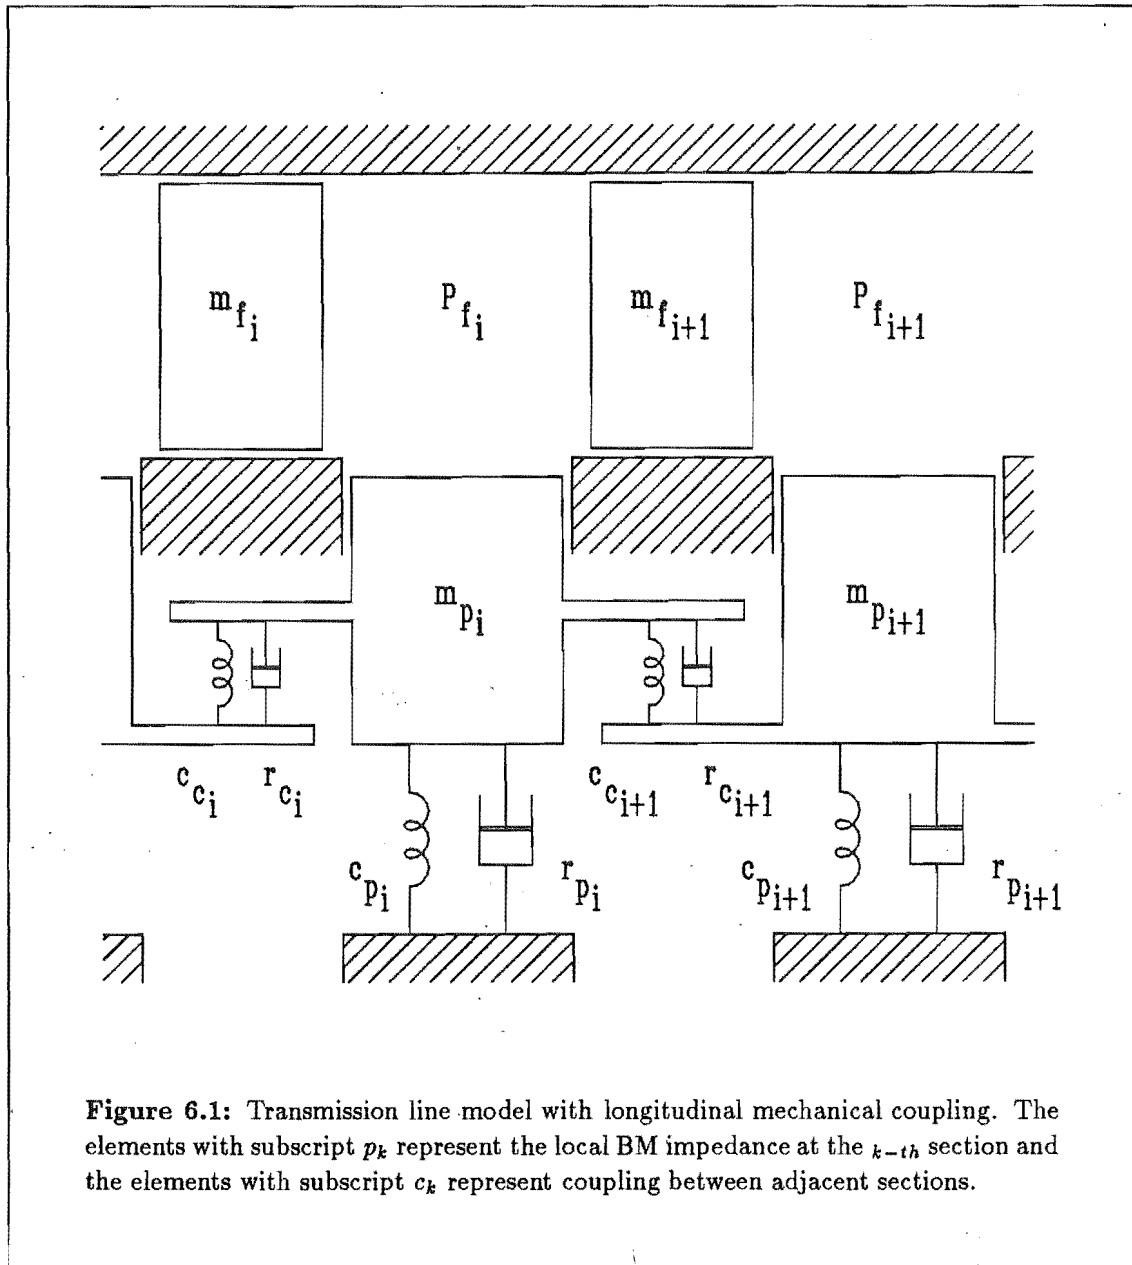 m_{f_i} P_{f_i} m_{f_{i+1}} P_{f_{i+1}}
m_{p_i} m_{p_{i+1}}
c_{c_i} r_{c_i} c_{c_{i+1}} r_{c_{i+1}}
c_{p_i} r_{p_i} c_{p_{i+1}} r_{p_{i+1}}
Figure 6.1: Transmission line model with longitudinal mechanical coupling. The
elements with subscript p_k represent the local BM impedance at the _{k-th} section and
the elements with subscript c_k represent coupling between adjacent sections.